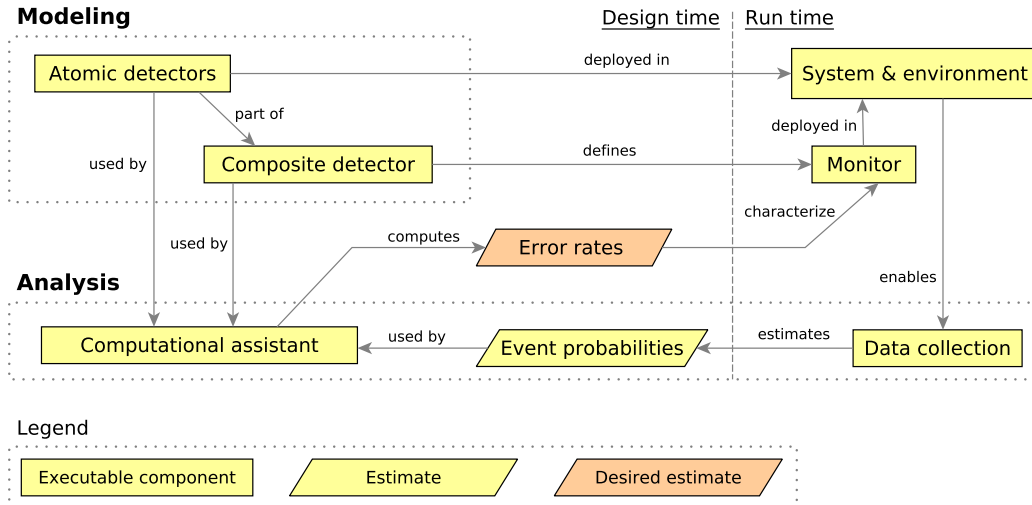 Modeling
Design time
Run time
Atomic detectors
deployed in
System & environment
part of
deployed in
used by
Composite detector
defines
Monitor
characterize
used by
computes
Error rates
Analysis
enables
Computational assistant
used by
Event probabilities
estimates
Data collection
Legend
Executable component
Estimate
Desired estimate